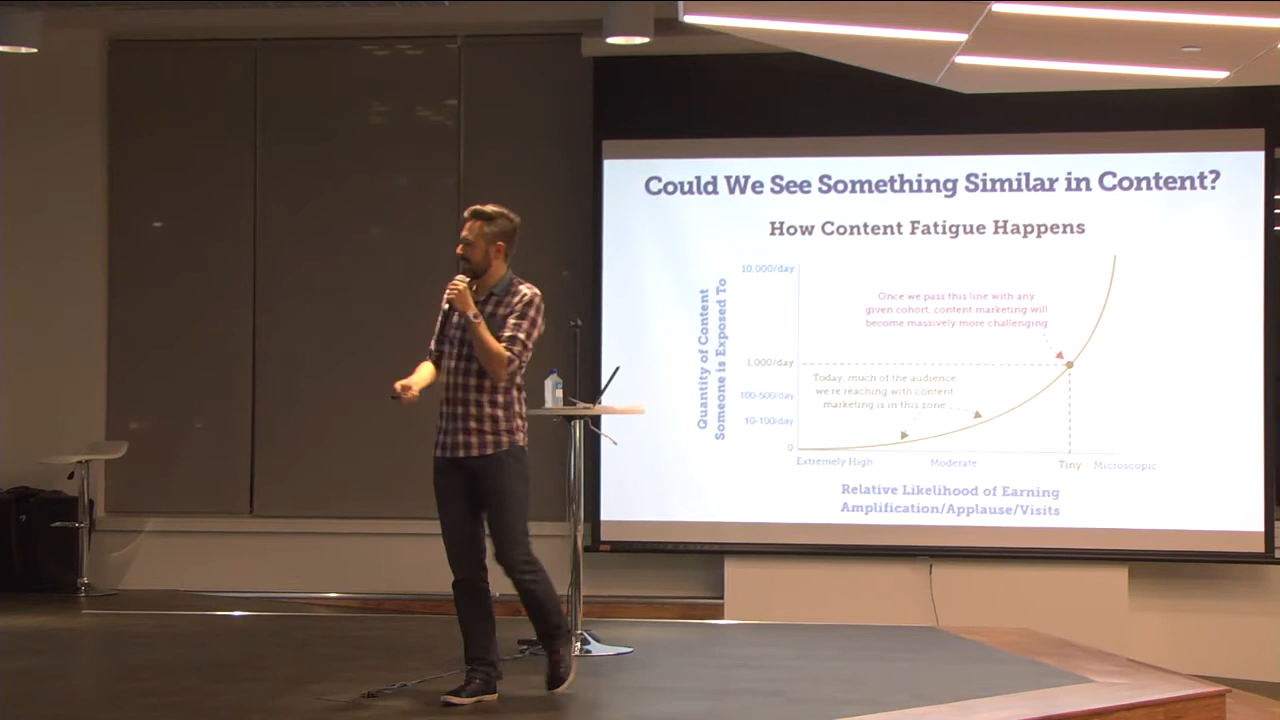 Could We See Something Similar in Content?
How Content Fatigue Happens
10,000/day
Once we pass this line with any
given cohort, content marketing will
become massively more challenging
1,000/day
Today, much of the audience
we're reaching with content
marketing is in this zone
100-500/day
10-100/day
0
Quantity of Content
Someone is Exposed To
Extremely High
Moderate
Tiny
Microscopic
Relative Likelihood of Earning
Amplification/Applause/Visits